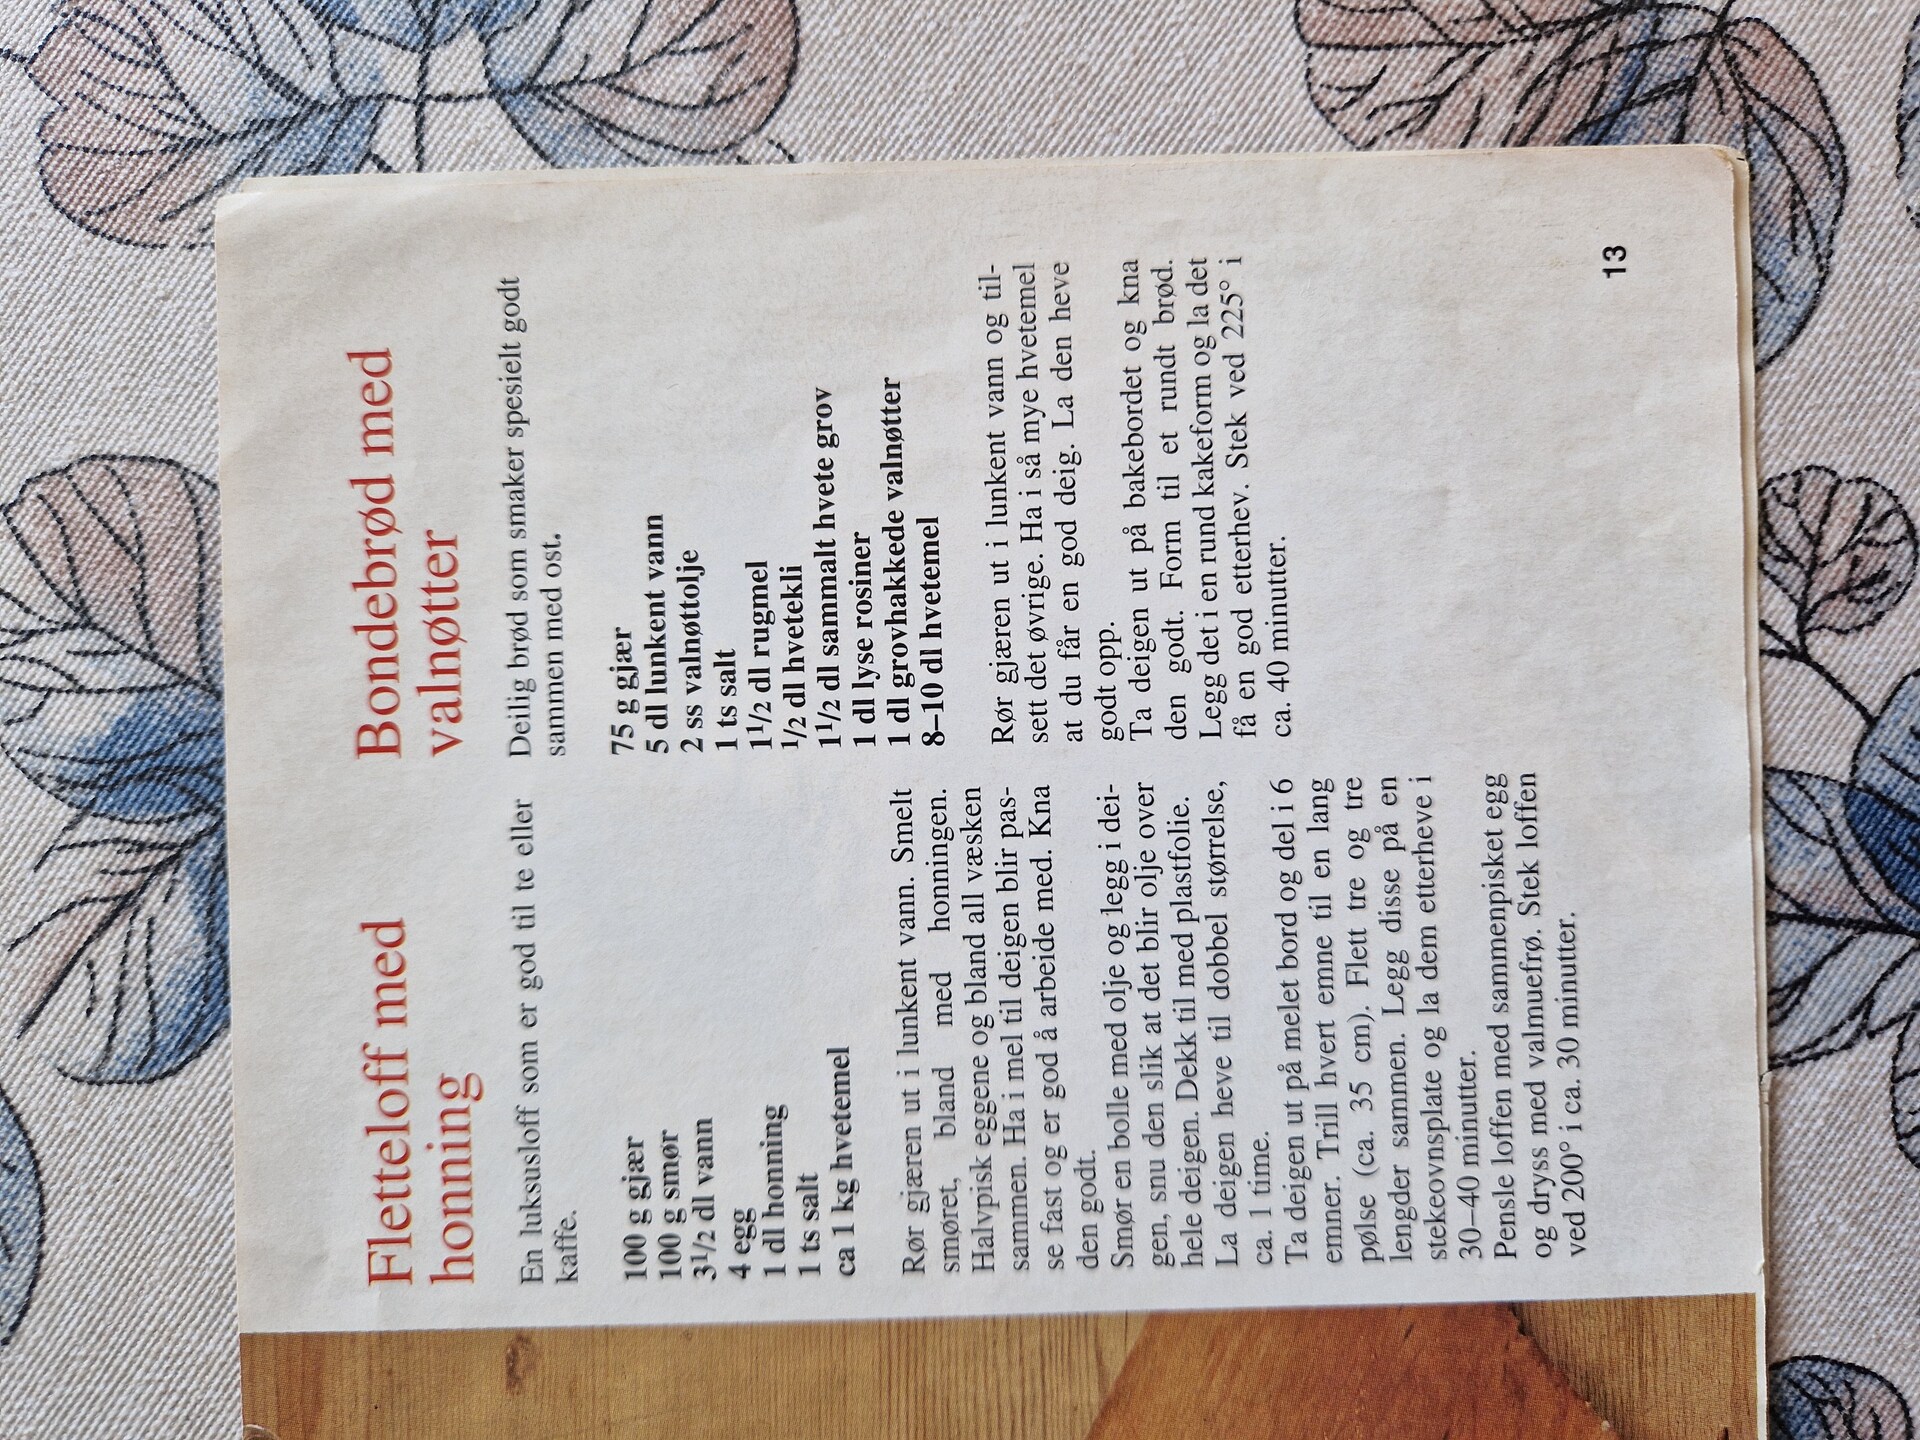 Fletteloff med
honning
En luksusloff som er god til te eller
kaffe.
100 g gjær
100 g smør
3 1/2 dl vann
4 egg
1 dl honning
1 ts salt
ca 1 kg hvetemel
Rør gjæren ut i lunkent vann. Smelt
smøret, bland med honningen.
Halvpisk eggene og bland all væsken
sammen. Ha i mel til deigen blir pas-
se fast og er god å arbeide med. Kna
den godt.
Smør en bolle med olje og legg i dei-
gen, snu den slik at det blir olje over
hele deigen. Dekk til med plastfolie.
La deigen heve til dobbel størrelse,
ca. 1 time.
Ta deigen ut på melet bord og del i 6
emner. Trill hvert emne til en lang
pølse (ca. 35 cm). Flett tre og tre
lengder sammen. Legg disse på en
stekeovnsplate og la dem etterheve i
30–40 minutter.
Pensle loffen med sammenpisket egg
og dryss med valmuefrø. Stek loffen
ved 200° i ca. 30 minutter.
Bondebrød med
valnøtter
Deilig brød som smaker spesielt godt
sammen med ost.
75 g gjær
5 dl lunkent vann
2 ss valnøttolje
1 ts salt
1 1/2 dl rugmel
1/2 dl hvetekli
1 1/2 dl sammalt hvete grov
1 dl lyse rosiner
1 dl grovhakkede valnøtter
8–10 dl hvetemel
Rør gjæren ut i lunkent vann og til-
sett det øvrige. Ha i så mye hvetemel
at du får en god deig. La den heve
godt opp.
Ta deigen ut på bakebordet og kna
den godt. Form til et rundt brød.
Legg det i en rund kakeform og la det
få en god etterhev. Stek ved 225° i
ca. 40 minutter.
13